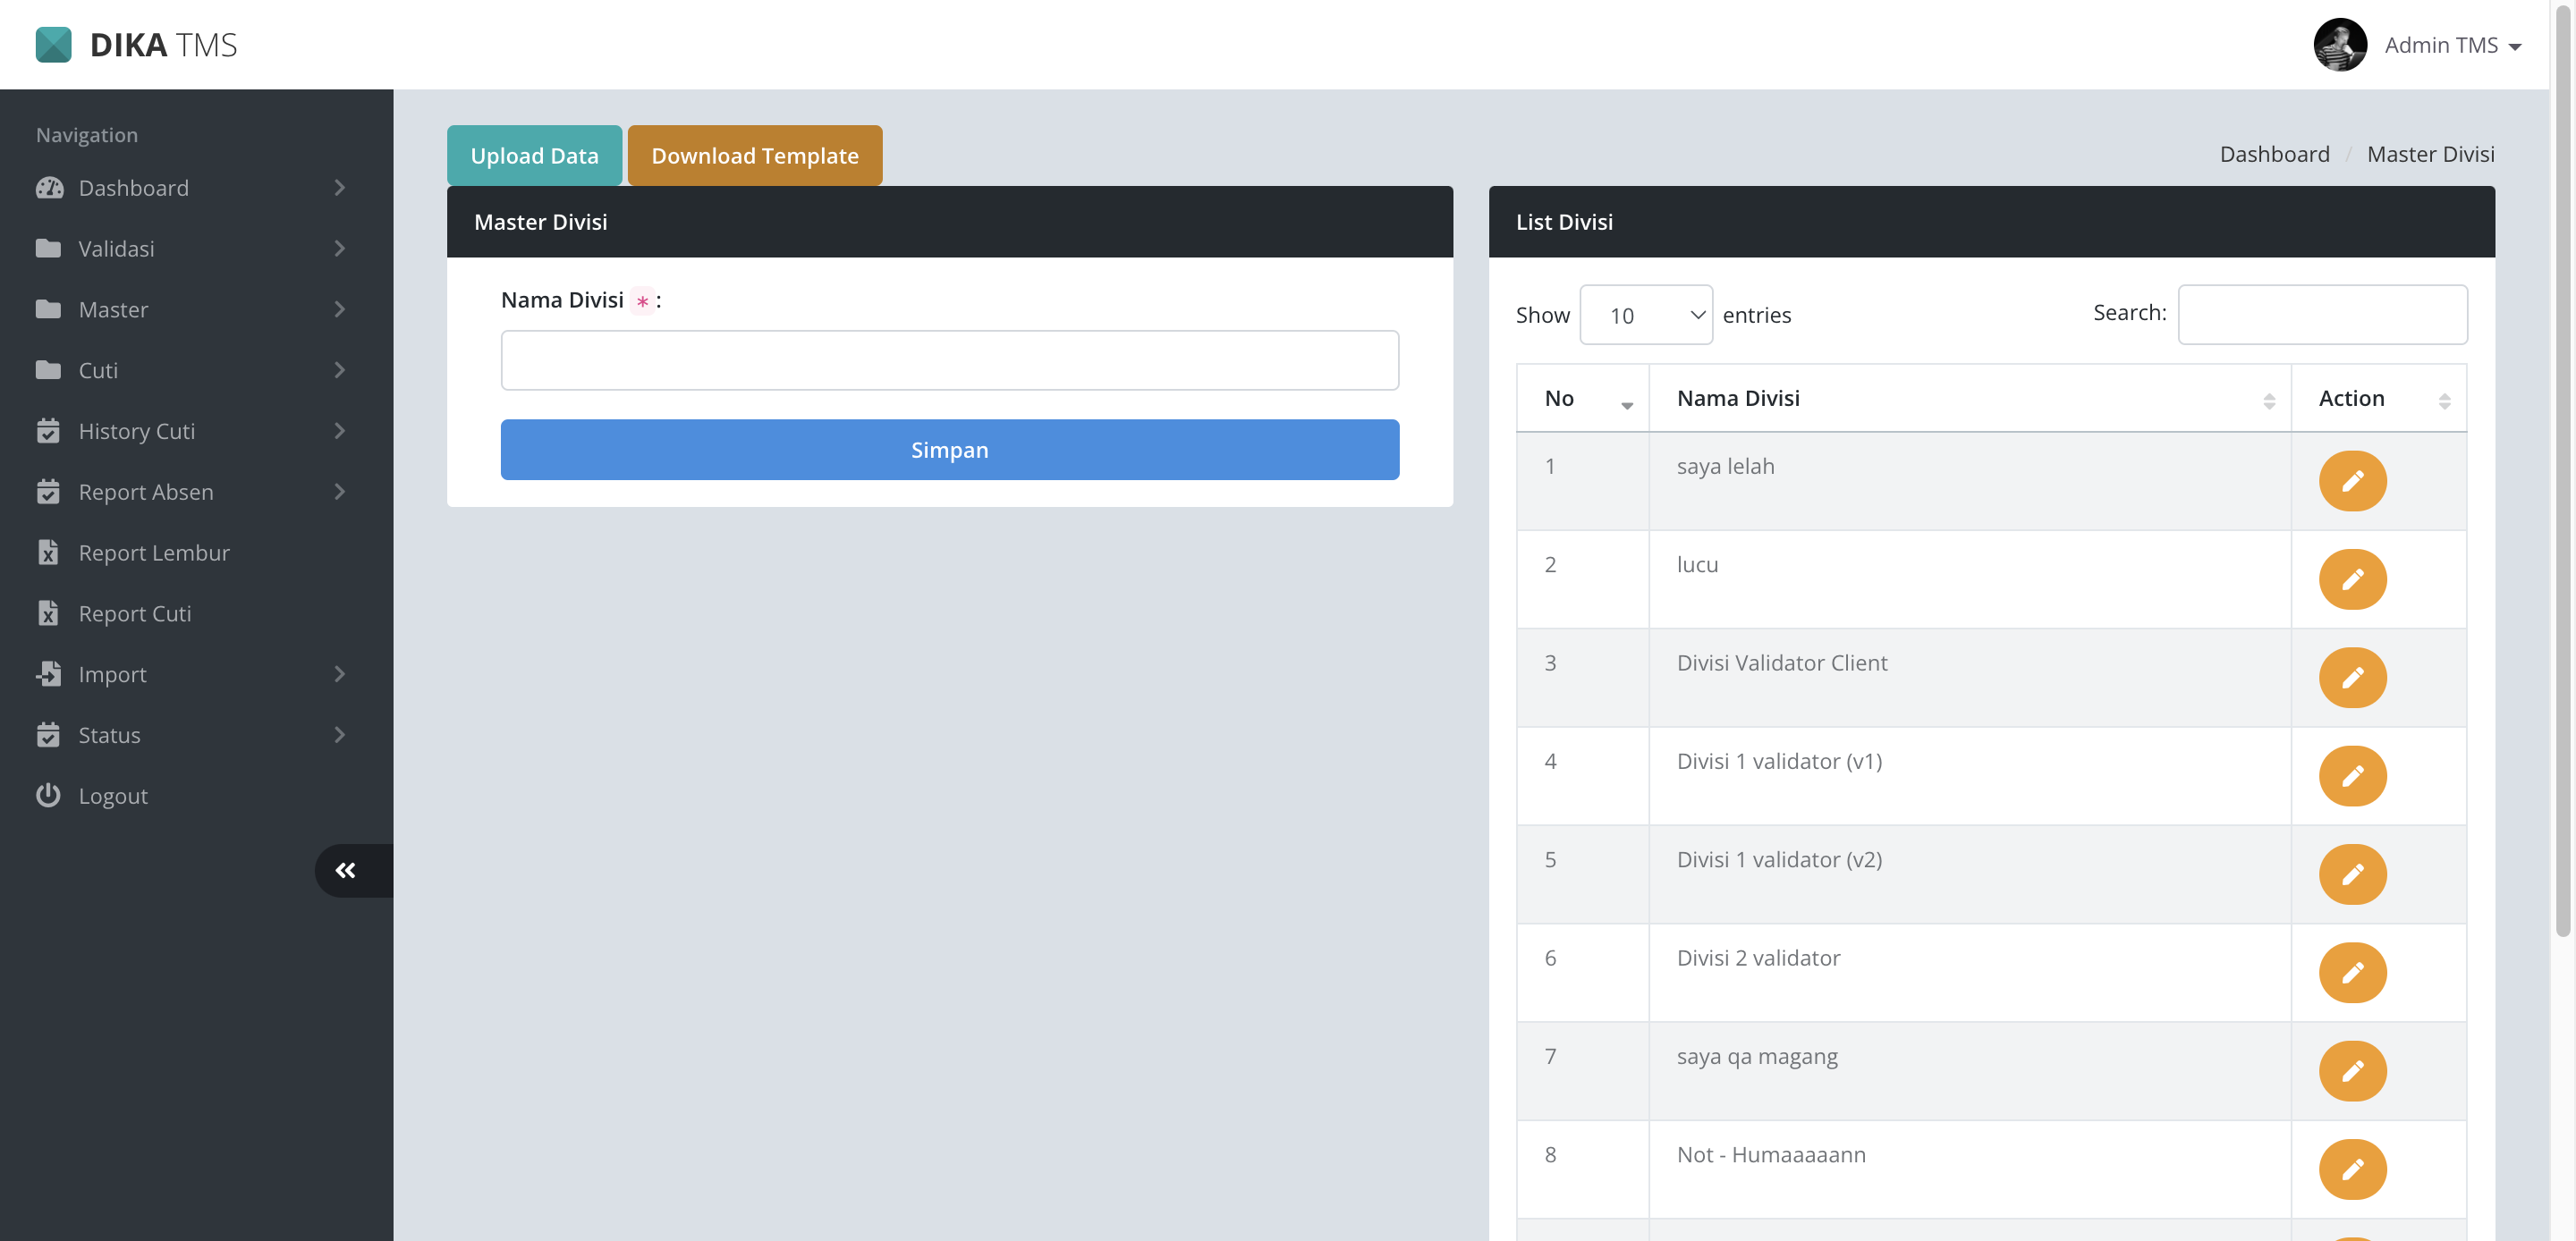 DIKA TMS
Admin TMS
Navigation
Dashboard
Validasi
Master
Cuti
History Cuti
Report Absen
Report Lembur
Report Cuti
Import
Status
Logout
Upload Data
Download Template
Dashboard / Master Divisi
Master Divisi
Nama Divisi *:
Simpan
List Divisi
Show 10 entries
Search:
No Nama Divisi Action
1 saya lelah
2 lucu
3 Divisi Validator Client
4 Divisi 1 validator (v1)
5 Divisi 1 validator (v2)
6 Divisi 2 validator
7 saya qa magang
8 Not - Humaaaaann